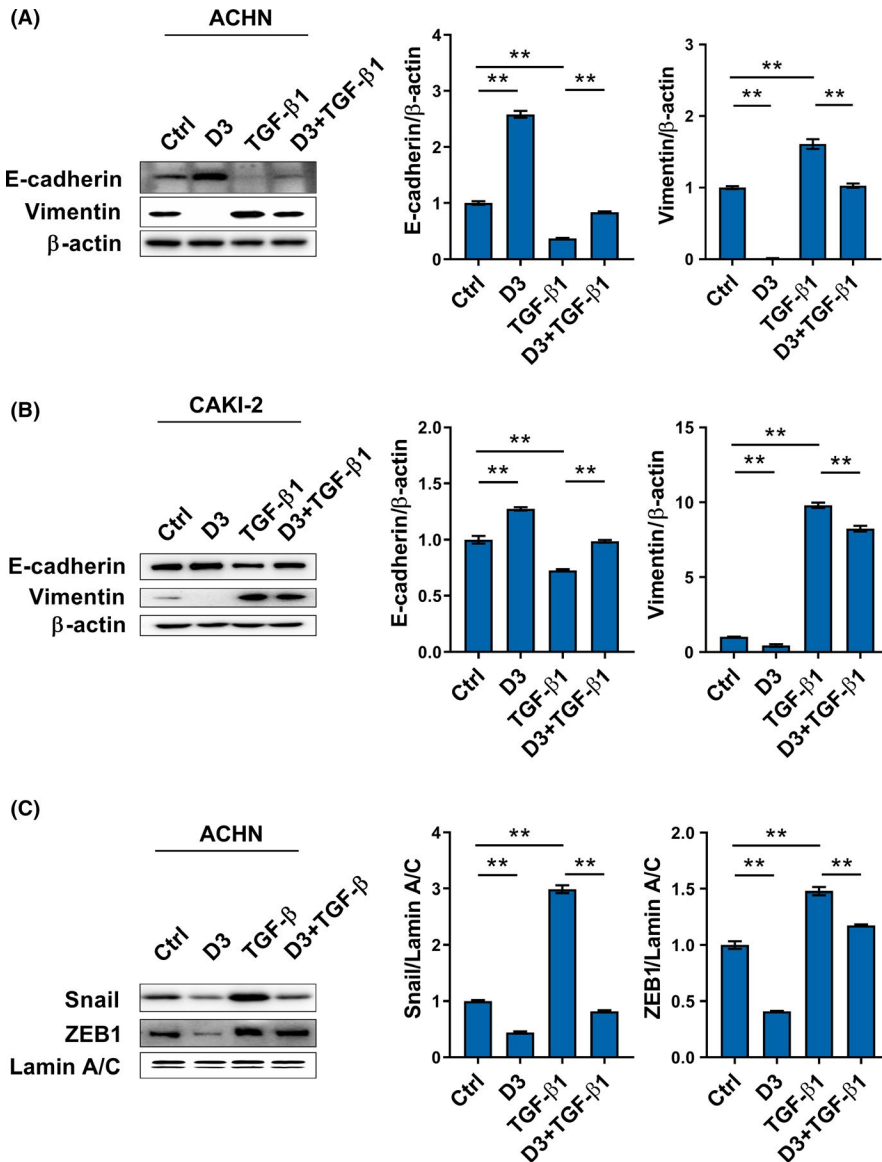 (A)
ACHN
Ctrl
D3
TGF-β1
D3+TGF-β1
E-cadherin
Vimentin
β-actin
E-cadherin/β-actin
4
3
2
1
0
**
**
**
Ctrl
D3
TGF-β1
D3+TGF-β1
Vimentin/β-actin
3
2
1
0
**
**
**
Ctrl
D3
TGF-β1
D3+TGF-β1
(B)
CAKI-2
Ctrl
D3
TGF-β1
D3+TGF-β1
E-cadherin
Vimentin
β-actin
E-cadherin/β-actin
2.0
1.5
1.0
0.5
0.0
**
**
**
Ctrl
D3
TGF-β1
D3+TGF-β1
Vimentin/β-actin
15
10
5
0
**
**
**
Ctrl
D3
TGF-β1
D3+TGF-β1
(C)
ACHN
Ctrl
D3
TGF-β
D3+TGF-β
Snail
ZEB1
Lamin A/C
Snail/Lamin A/C
4
3
2
1
0
**
**
**
Ctrl
D3
TGF-β1
D3+TGF-β1
ZEB1/Lamin A/C
2.0
1.5
1.0
0.5
0.0
**
**
**
Ctrl
D3
TGF-β1
D3+TGF-β1